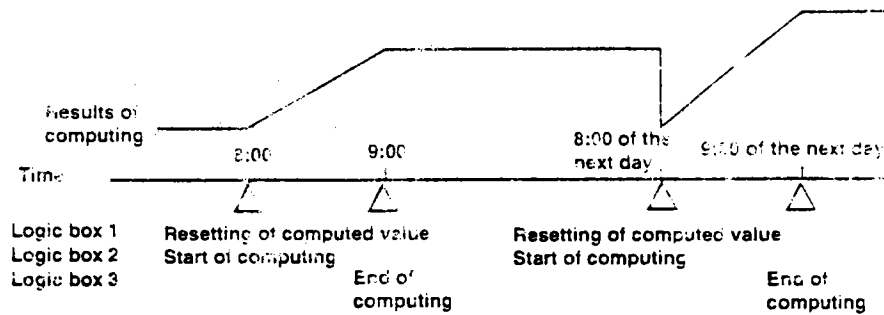 Results of
computing
8:00
9:00
8:00 of the
next day
9:00 of the next day
Time
Logic box 1
Resetting of computed value
Resetting of computed value
Logic box 2
Start of computing
Start of computing
Logic box 3
End of
computing
End of
computing